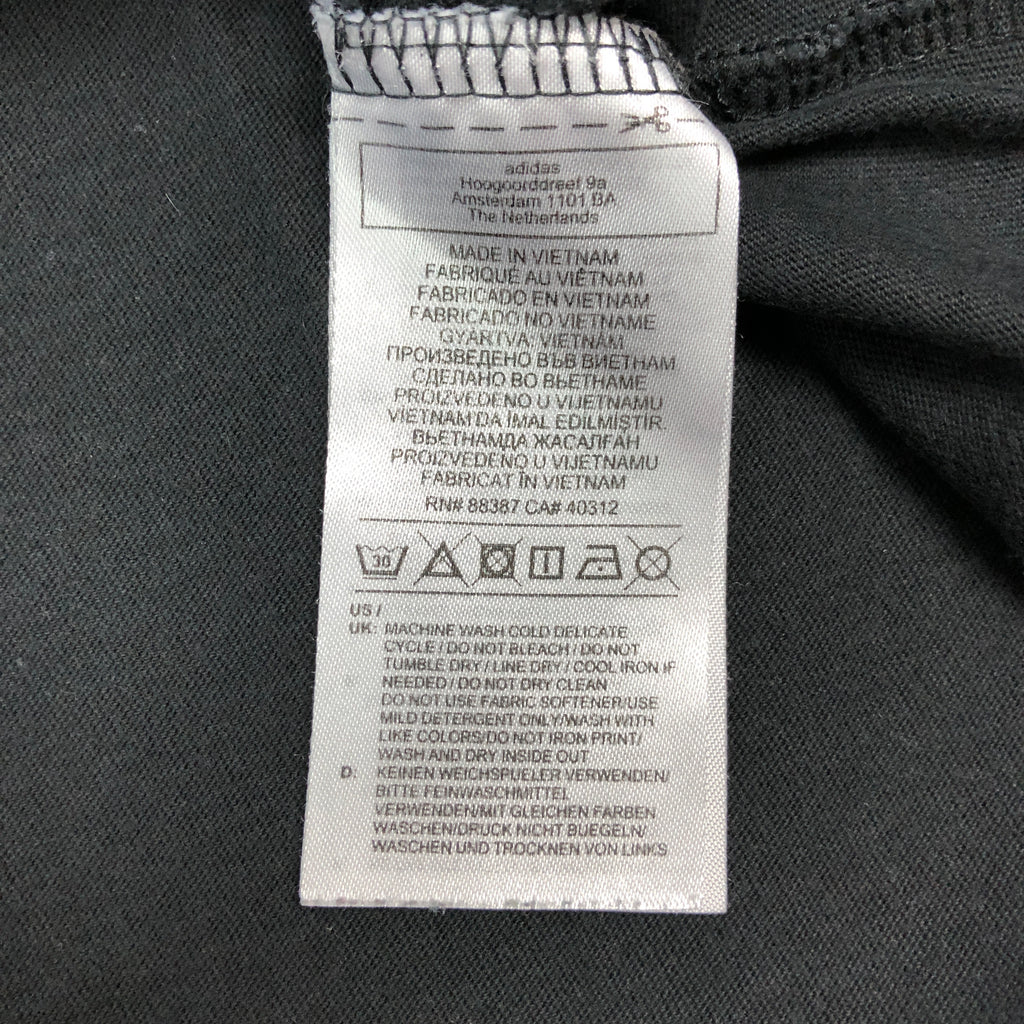 adidas
Hoogoorddreef 9a
Amsterdam 1101 BA
The Netherlands
MADE IN VIETNAM
FABRIQUÉ AU VIÊTNAM
FABRICADO EN VIETNAM
FABRICADO NO VIETNAME
GYÁRTVA: VIETNÁM
ПРОИЗВЕДЕНО ВЪВ ВИЕТНАМ
СДЕЛАНО ВО ВЬЕТНАМЕ
PROIZVEDENO U VIJETNAMU
VIETNAM'DA İMAL EDİLMİŞTİR.
ВЬЕТНАМДА ЖАСАЛҒАН
PROIZVEDENO U VIJETNAMU
FABRICAT ÎN VIETNAM
RN# 88387 CA# 40312
30
US /
UK: MACHINE WASH COLD DELICATE
CYCLE / DO NOT BLEACH / DO NOT
TUMBLE DRY / LINE DRY / COOL IRON IF
NEEDED / DO NOT DRY CLEAN
DO NOT USE FABRIC SOFTENER/USE
MILD DETERGENT ONLY/WASH WITH
LIKE COLORS/DO NOT IRON PRINT/
WASH AND DRY INSIDE OUT
D: KEINEN WEICHSPUELER VERWENDEN/
BITTE FEINWASCHMITTEL
VERWENDEN/MIT GLEICHEN FARBEN
WASCHEN/DRUCK NICHT BUEGELN/
WASCHEN UND TROCKNEN VON LINKS